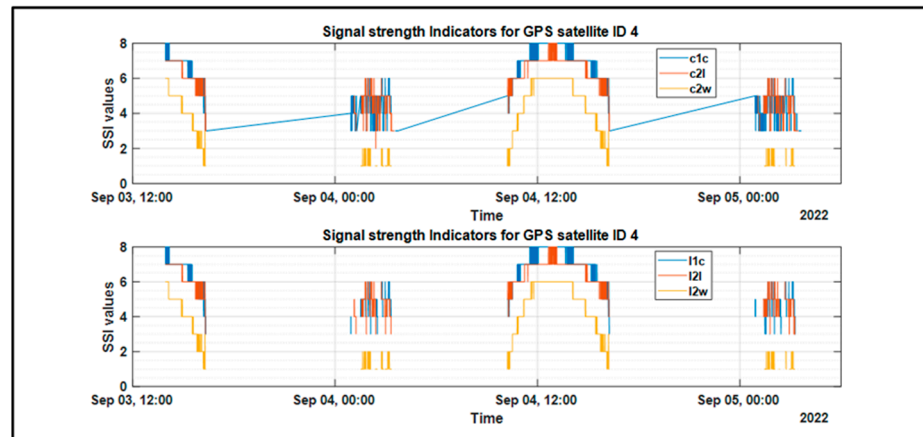 Signal strength Indicators for GPS satellite ID 4
8
6
4
2
0
SSI values
c1c
c2l
c2w
Sep 03, 12:00 Sep 04, 00:00 Sep 04, 12:00 Sep 05, 00:00
Time
2022
Signal strength Indicators for GPS satellite ID 4
8
6
4
2
0
SSI values
l1c
l2l
l2w
Sep 03, 12:00 Sep 04, 00:00 Sep 04, 12:00 Sep 05, 00:00
Time
2022